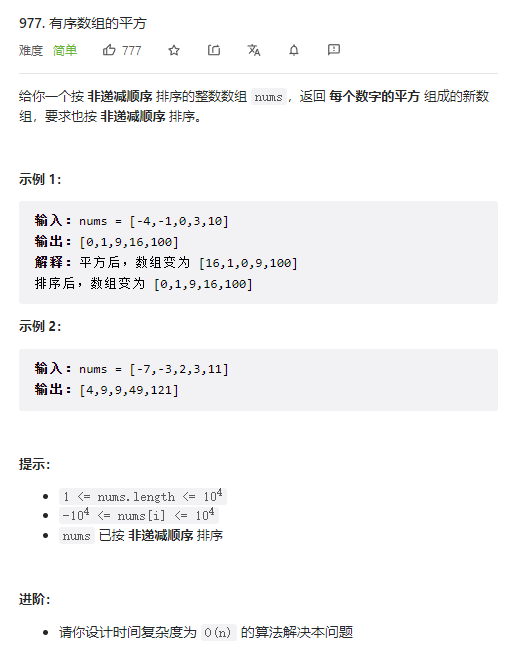 977. 有序数组的平方
难度 简单 777
给你一个按 非递减顺序 排序的整数数组 nums，返回 每个数字的平方 组成的新数
组，要求也按 非递减顺序 排序。
示例 1：
输入：nums = [-4,-1,0,3,10]
输出：[0,1,9,16,100]
解释：平方后，数组变为 [16,1,0,9,100]
排序后，数组变为 [0,1,9,16,100]
示例 2：
输入：nums = [-7,-3,2,3,11]
输出：[4,9,9,49,121]
提示：
• 1 <= nums.length <= 10⁴
• -10⁴ <= nums[i] <= 10⁴
• nums 已按 非递减顺序 排序
进阶：
• 请你设计时间复杂度为 O(n) 的算法解决本问题